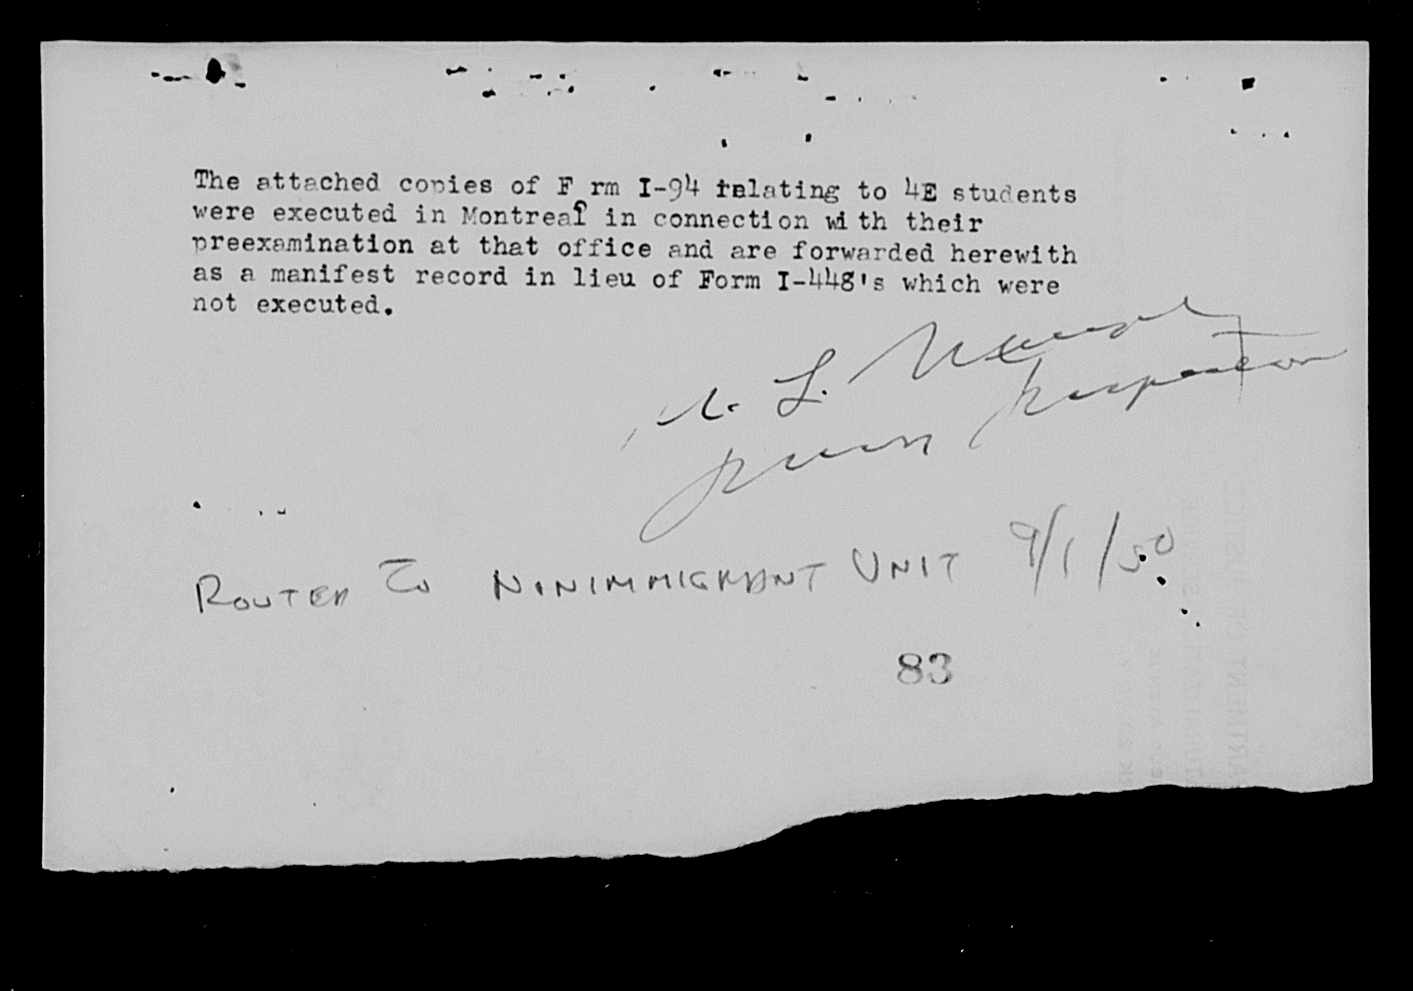 The attached copies of F rm I-94 relating to 4E students
were executed in Montreal in connection wi th their
preexamination at that office and are forwarded herewith
as a manifest record in lieu of Form I-448's which were
not executed.
L.
Inspector
ROUTED TO NONIMMIGRANT UNIT 9/1/50
83